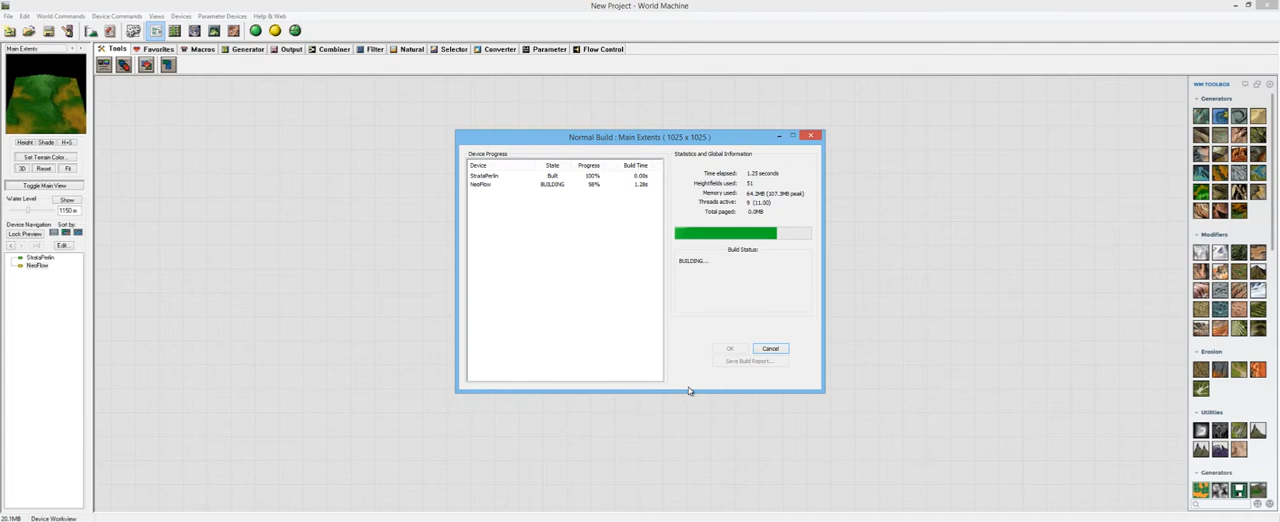 New Project - World Machine
File Edit World Commands Device Commands Views Devices Parameter Devices Help & Web
Main Extents
Tools Favorites Macros Generator Output Combiner Filter Natural Selector Converter Parameter Flow Control
Height Shade H+S
Set Terrain Color...
3D Reset Fit
Toggle Main View
Water Level Show
1150 m
Device Navigation Sort by:
Lock Preview
Edit...
StrataPerlin
NeoFlow
Normal Build : Main Extents ( 1025 x 1025 )
Device Progress
Device State Progress Build Time
StrataPerlin Built 100% 0.00s
NeoFlow BUILDING 58% 1.28s
Statistics and Global Information
Time elapsed: 1.25 seconds
Heightfields used: 51
Memory used: 64.2MB (107.3MB peak)
Threads active: 9 (11.00)
Total paged: 0.0MB
Build Status:
BUILDING...
OK Cancel
Save Build Report...
WM TOOLBOX
Generators
Modifiers
Erosion
Utilities
Generators
20.1MB Device Workview